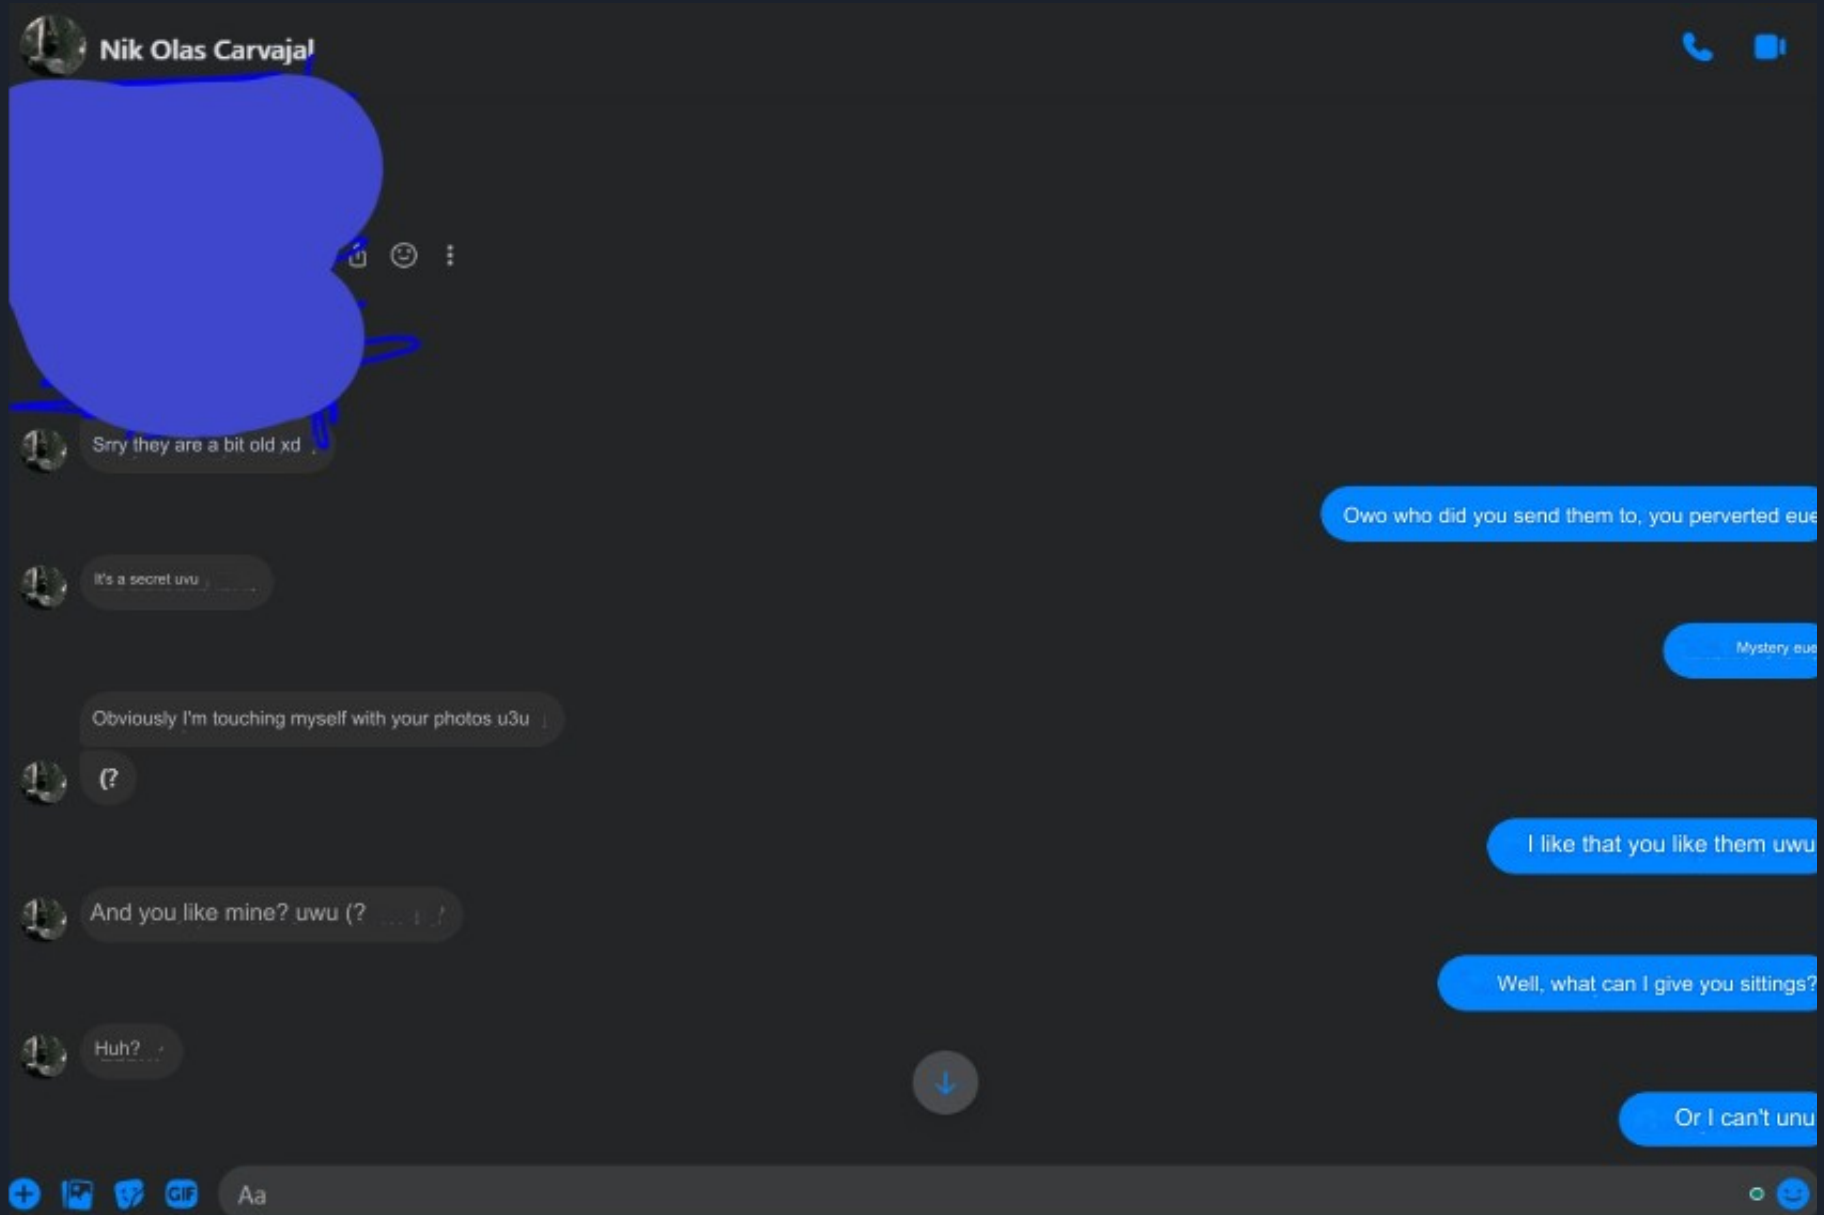 Nik Olas Carvajal
Srry they are a bit old xd
Owo who did you send them to, you perverted eue
It's a secret uvu
Mystery eue
Obviously I'm touching myself with your photos u3u
(?
I like that you like them uwu
And you like mine? uwu (?
Well, what can I give you sittings?
Huh?
Or I can't unu
GIF
Aa